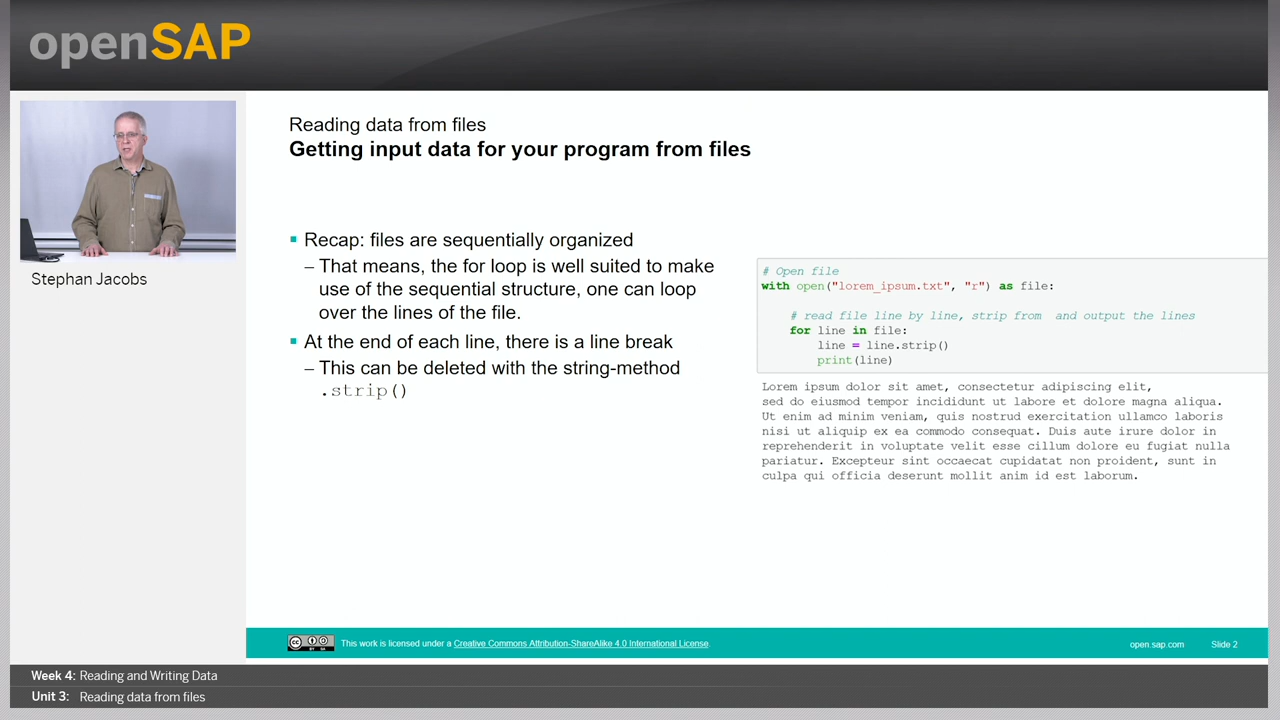 openSAP
Stephan Jacobs
Reading data from files
Getting input data for your program from files
▪ Recap: files are sequentially organized
– That means, the for loop is well suited to make
use of the sequential structure, one can loop
over the lines of the file.
▪ At the end of each line, there is a line break
– This can be deleted with the string-method
.strip()
# Open file
with open("lorem_ipsum.txt", "r") as file:
# read file line by line, strip from  and output the lines
for line in file:
line = line.strip()
print(line)
Lorem ipsum dolor sit amet, consectetur adipiscing elit,
sed do eiusmod tempor incididunt ut labore et dolore magna aliqua.
Ut enim ad minim veniam, quis nostrud exercitation ullamco laboris
nisi ut aliquip ex ea commodo consequat. Duis aute irure dolor in
reprehenderit in voluptate velit esse cillum dolore eu fugiat nulla
pariatur. Excepteur sint occaecat cupidatat non proident, sunt in
culpa qui officia deserunt mollit anim id est laborum.
cc BY SA
This work is licensed under a Creative Commons Attribution-ShareAlike 4.0 International License.
open.sap.com Slide 2
Week 4: Reading and Writing Data
Unit 3: Reading data from files